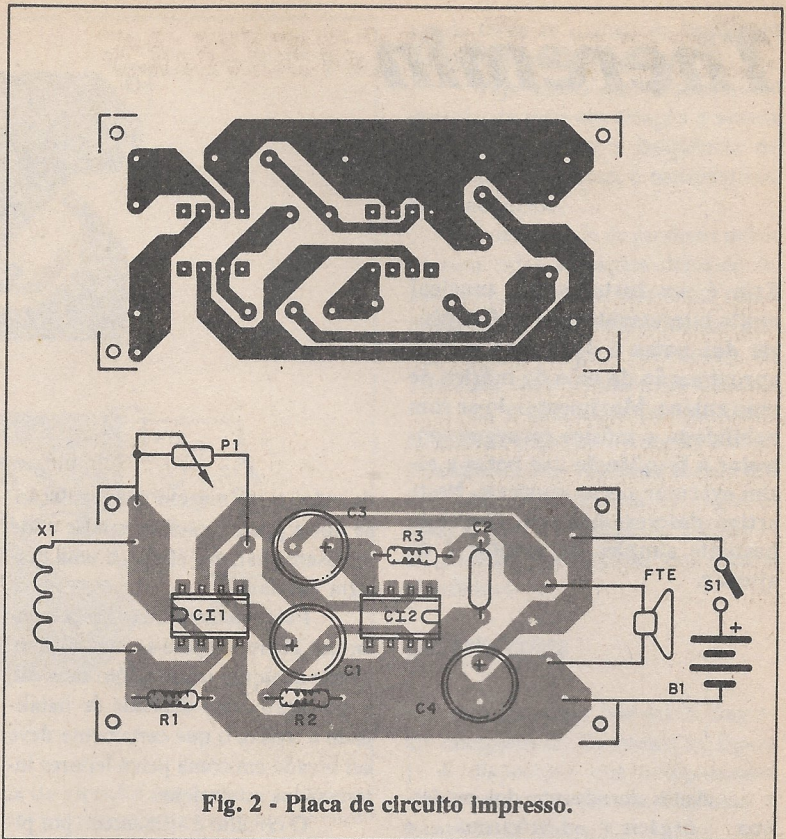 P1
X1
C3
R3
C2
FTE
S1
CI1
CI2
+
+
+
+
C1
C4
B1
R1
R2
Fig. 2 - Placa de circuito impresso.